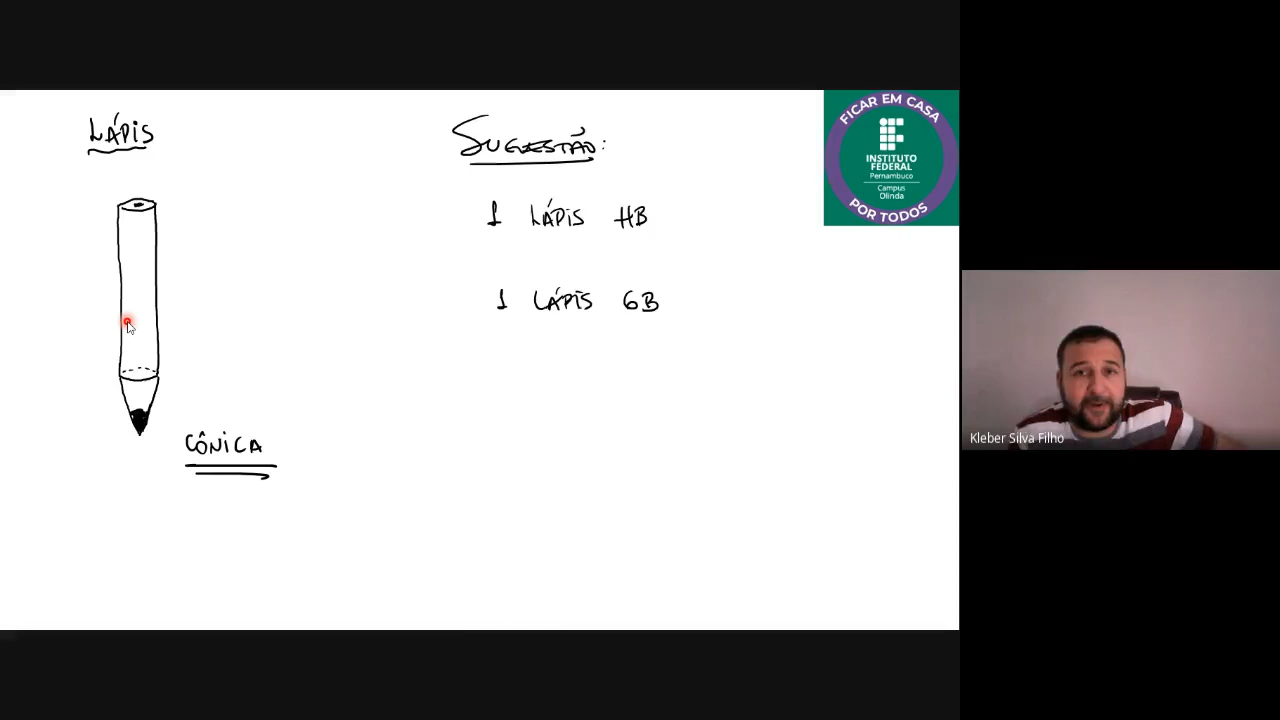 LÁPIS
SUGESTÃO:
1 LÁPIS HB
1 LÁPIS 6B
CÔNICA
FICAR EM CASA
INSTITUTO
FEDERAL
Pernambuco
Campus
Olinda
POR TODOS
Kleber Silva Filho